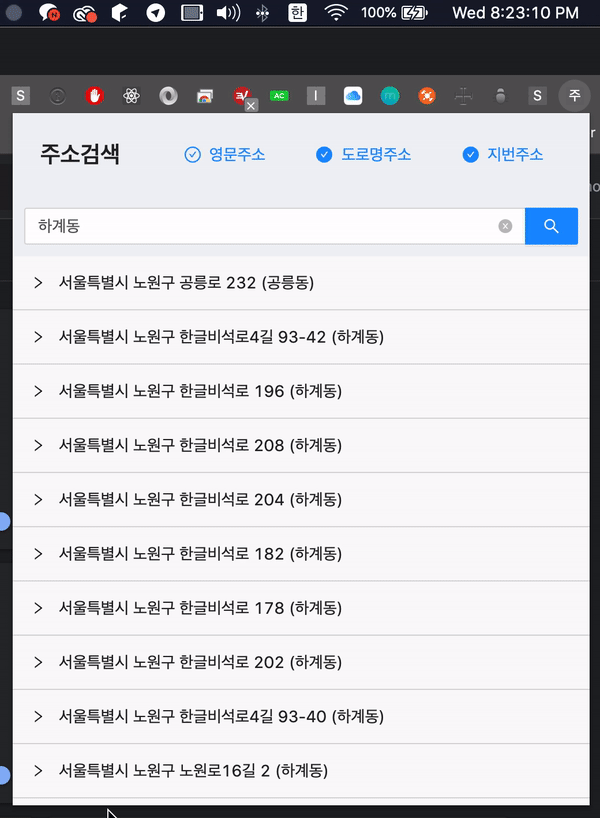 한 100% Wed 8:23:10 PM
S AC I S 주
주소검색 영문주소 도로명주소 지번주소
하계동
서울특별시 노원구 공릉로 232 (공릉동)
서울특별시 노원구 한글비석로4길 93-42 (하계동)
서울특별시 노원구 한글비석로 196 (하계동)
서울특별시 노원구 한글비석로 208 (하계동)
서울특별시 노원구 한글비석로 204 (하계동)
서울특별시 노원구 한글비석로 182 (하계동)
서울특별시 노원구 한글비석로 178 (하계동)
서울특별시 노원구 한글비석로 202 (하계동)
서울특별시 노원구 한글비석로4길 93-40 (하계동)
서울특별시 노원구 노원로16길 2 (하계동)